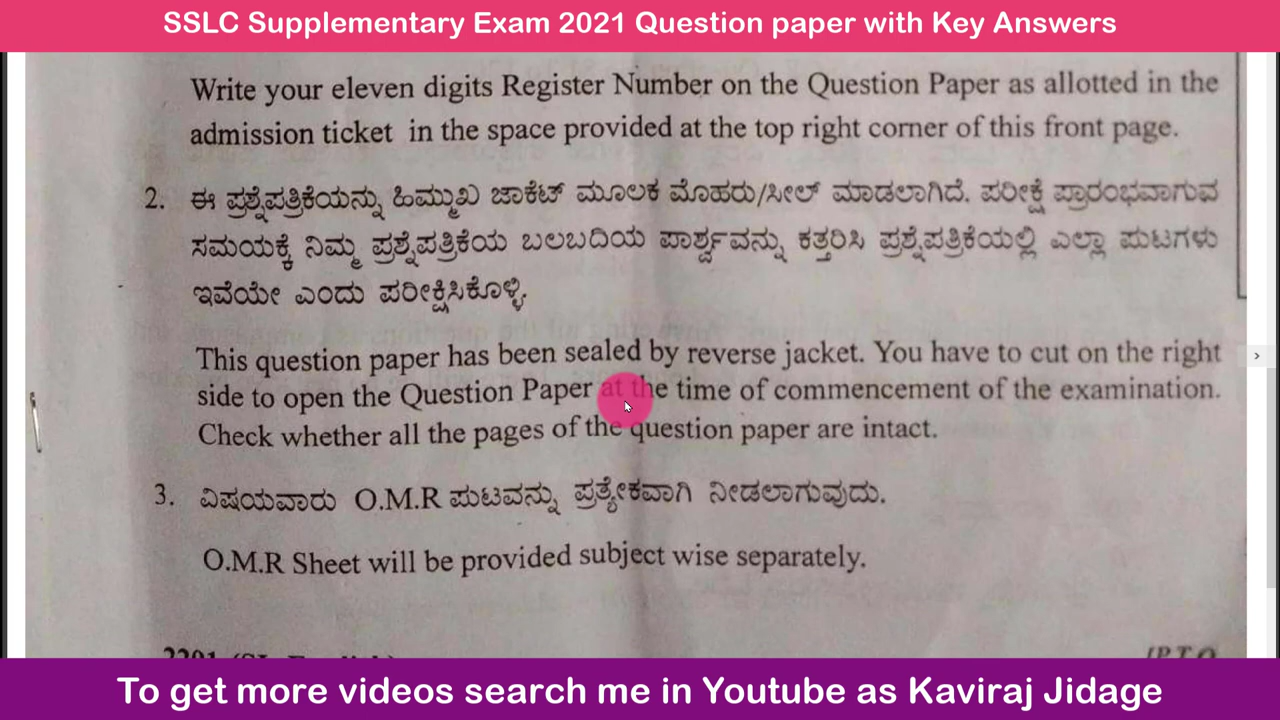 SSLC Supplementary Exam 2021 Question paper with Key Answers
Write your eleven digits Register Number on the Question Paper as allotted in the
admission ticket in the space provided at the top right corner of this front page.
2. ಈ ಪ್ರಶ್ನೆಪತ್ರಿಕೆಯನ್ನು ಹಿಮ್ಮುಖ ಜಾಕೆಟ್ ಮೂಲಕ ಮೊಹರು/ಸೀಲ್ ಮಾಡಲಾಗಿದೆ. ಪರೀಕ್ಷೆ ಪ್ರಾರಂಭವಾಗುವ
ಸಮಯಕ್ಕೆ ನಿಮ್ಮ ಪ್ರಶ್ನೆಪತ್ರಿಕೆಯ ಬಲಬದಿಯ ಪಾರ್ಶ್ವವನ್ನು ಕತ್ತರಿಸಿ ಪ್ರಶ್ನೆಪತ್ರಿಕೆಯಲ್ಲಿ ಎಲ್ಲಾ ಪುಟಗಳು
ಇವೆಯೇ ಎಂದು ಪರೀಕ್ಷಿಸಿಕೊಳ್ಳಿ.
This question paper has been sealed by reverse jacket. You have to cut on the right
side to open the Question Paper at the time of commencement of the examination.
Check whether all the pages of the question paper are intact.
3. ವಿಷಯವಾರು O.M.R ಪುಟವನ್ನು ಪ್ರತ್ಯೇಕವಾಗಿ ನೀಡಲಾಗುವುದು.
O.M.R Sheet will be provided subject wise separately.
To get more videos search me in Youtube as Kaviraj Jidage